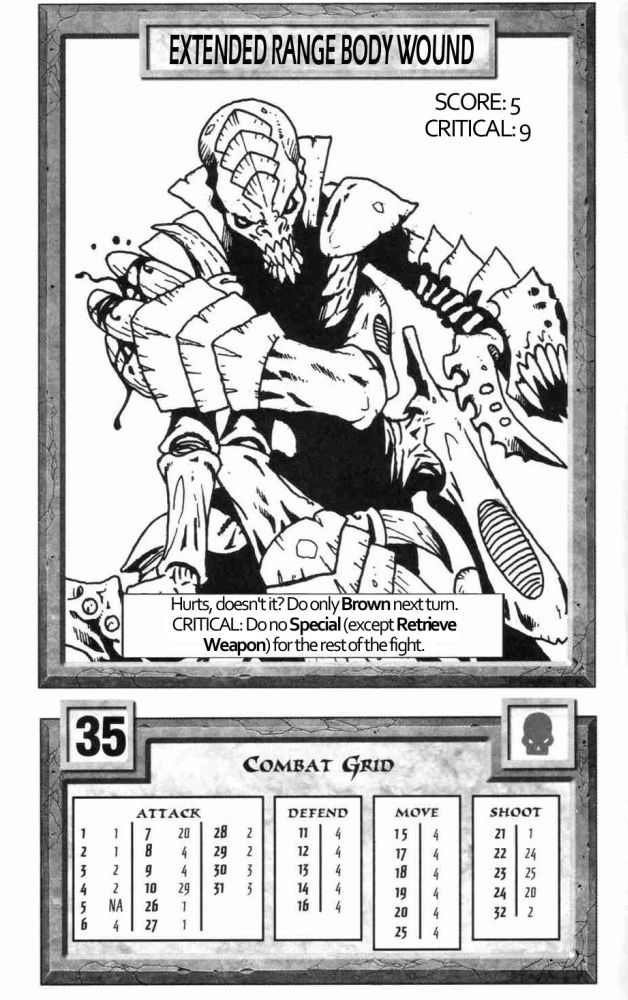 EXTENDED RANGE BODY WOUND
SCORE: 5
CRITICAL: 9
Hurts, doesn't it? Do only Brown next turn.
CRITICAL: Do no Special (except Retrieve
Weapon) for the rest of the fight.
35
COMBAT GRID
ATTACK
1 1 7 20 28 2
2 1 8 4 29 2
3 2 9 4 30 3
4 2 10 29 31 3
5 NA 26 1
6 4 27 1
DEFEND
11 4
12 4
13 4
14 4
16 4
MOVE
15 4
17 4
18 4
19 4
20 4
25 4
SHOOT
21 1
22 24
23 25
24 20
32 2